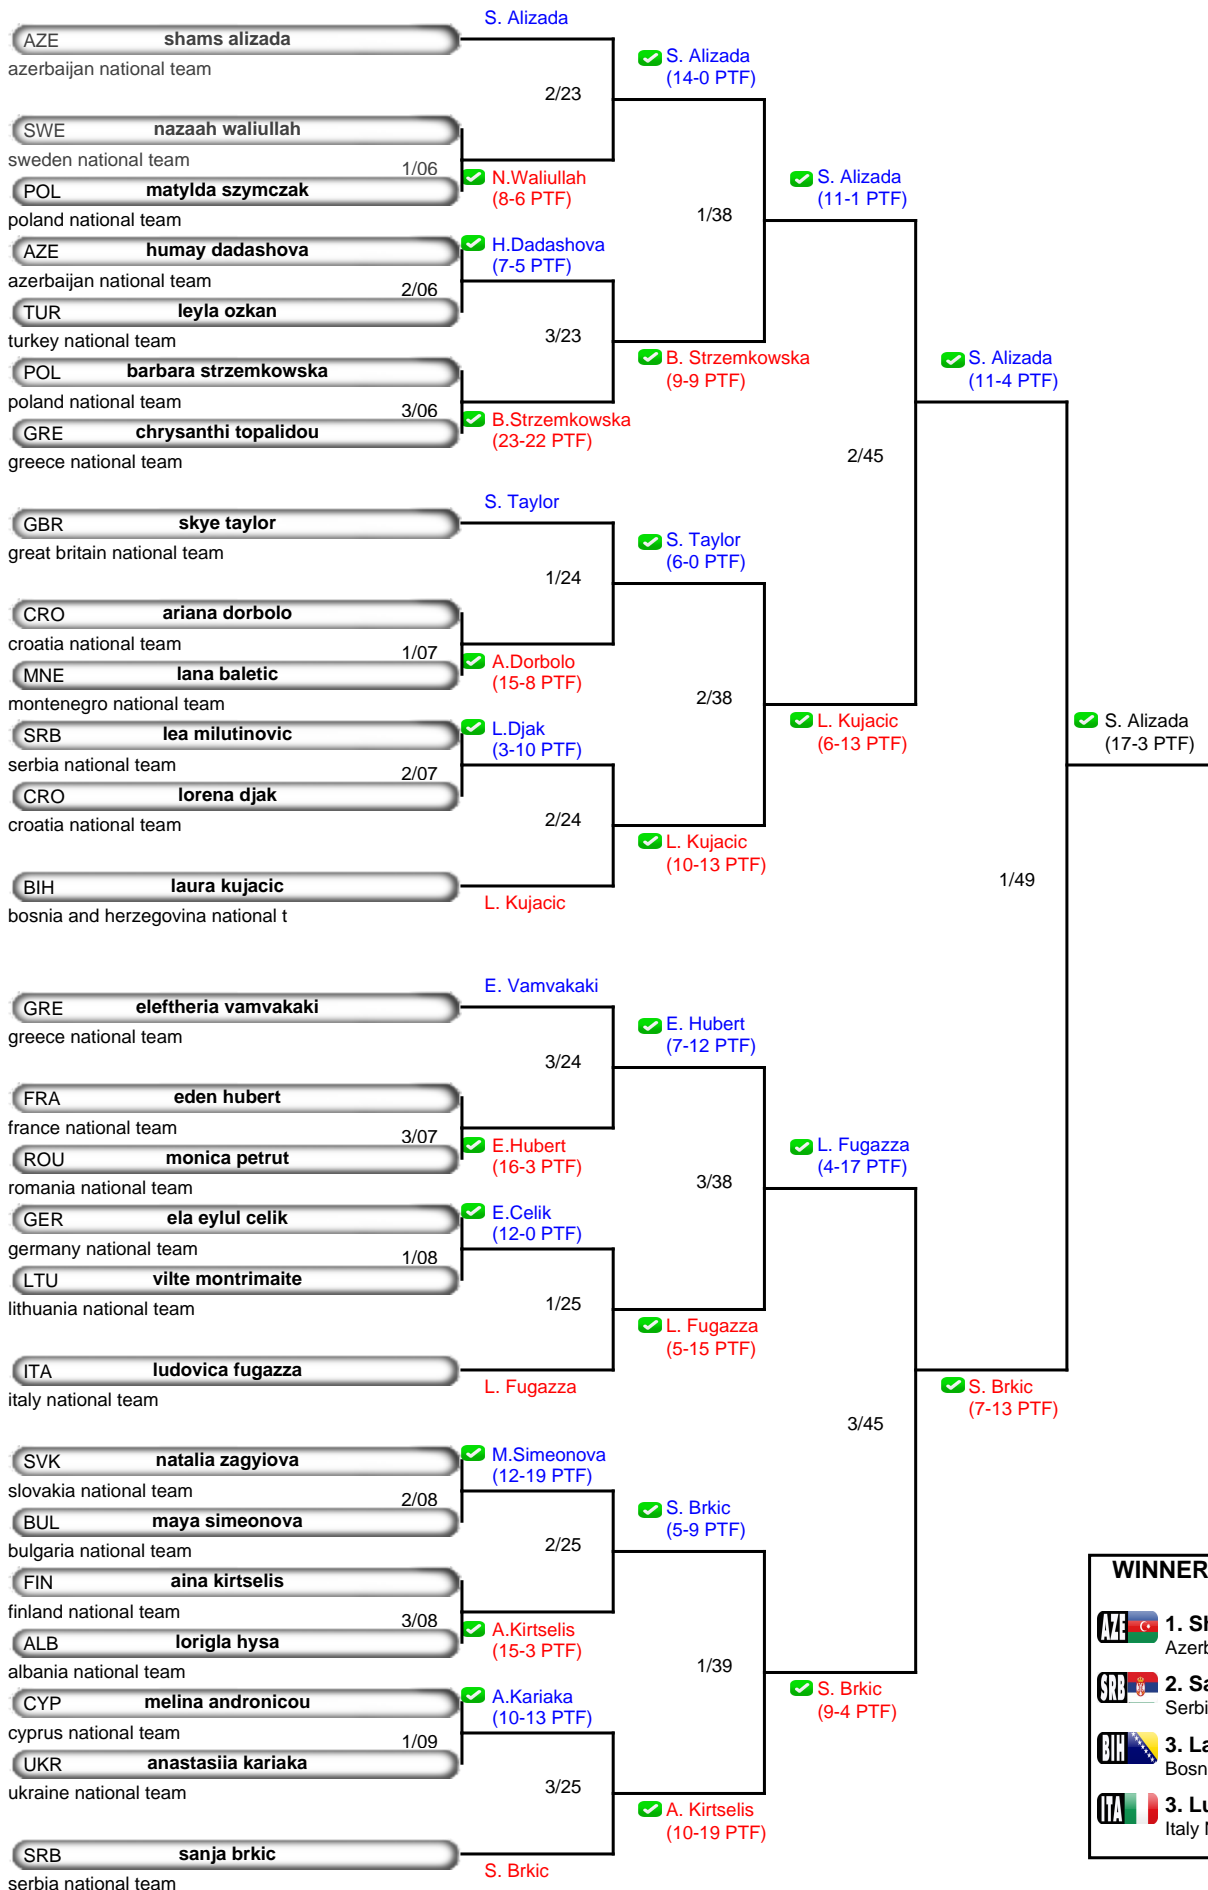 S. Alizada
AZE shams alizada
azerbaijan national team
S. Alizada
(14-0 PTF)
2/23
SWE nazaah waliullah
sweden national team
1/06
N.Waliullah
(8-6 PTF)
POL matylda szymczak
poland national team
S. Alizada
(11-1 PTF)
1/38
AZE humay dadashova
azerbaijan national team
H.Dadashova
(7-5 PTF)
2/06
TUR leyla ozkan
turkey national team
3/23
B. Strzemkowska
(9-9 PTF)
POL barbara strzemkowska
poland national team
3/06
B.Strzemkowska
(23-22 PTF)
GRE chrysanthi topalidou
greece national team
S. Alizada
(11-4 PTF)
2/45
S. Taylor
GBR skye taylor
great britain national team
S. Taylor
(6-0 PTF)
1/24
CRO ariana dorbolo
croatia national team
1/07
A.Dorbolo
(15-8 PTF)
MNE lana baletic
montenegro national team
2/38
L. Kujacic
(6-13 PTF)
SRB lea milutinovic
serbia national team
L.Djak
(3-10 PTF)
2/07
CRO lorena djak
croatia national team
2/24
L. Kujacic
(10-13 PTF)
BIH laura kujacic
bosnia and herzegovina national t
L. Kujacic
S. Alizada
(17-3 PTF)
1/49
E. Vamvakaki
GRE eleftheria vamvakaki
greece national team
E. Hubert
(7-12 PTF)
3/24
FRA eden hubert
france national team
3/07
E.Hubert
(16-3 PTF)
ROU monica petrut
romania national team
L. Fugazza
(4-17 PTF)
3/38
GER ela eylul celik
germany national team
E.Celik
(12-0 PTF)
1/08
LTU vilte montrimaite
lithuania national team
1/25
L. Fugazza
(5-15 PTF)
ITA ludovica fugazza
italy national team
L. Fugazza
S. Brkic
(7-13 PTF)
3/45
SVK natalia zagyiova
slovakia national team
M.Simeonova
(12-19 PTF)
2/08
BUL maya simeonova
bulgaria national team
S. Brkic
(5-9 PTF)
2/25
FIN aina kirtselis
finland national team
3/08
A.Kirtselis
(15-3 PTF)
ALB lorigla hysa
albania national team
1/39
S. Brkic
(9-4 PTF)
CYP melina andronicou
cyprus national team
A.Kariaka
(10-13 PTF)
1/09
UKR anastasiia kariaka
ukraine national team
3/25
A. Kirtselis
(10-19 PTF)
SRB sanja brkic
serbia national team
S. Brkic
WINNER
AZE 1. Sh
Azerb
SRB 2. Sa
Serbi
BIH 3. La
Bosn
ITA 3. Lu
Italy N